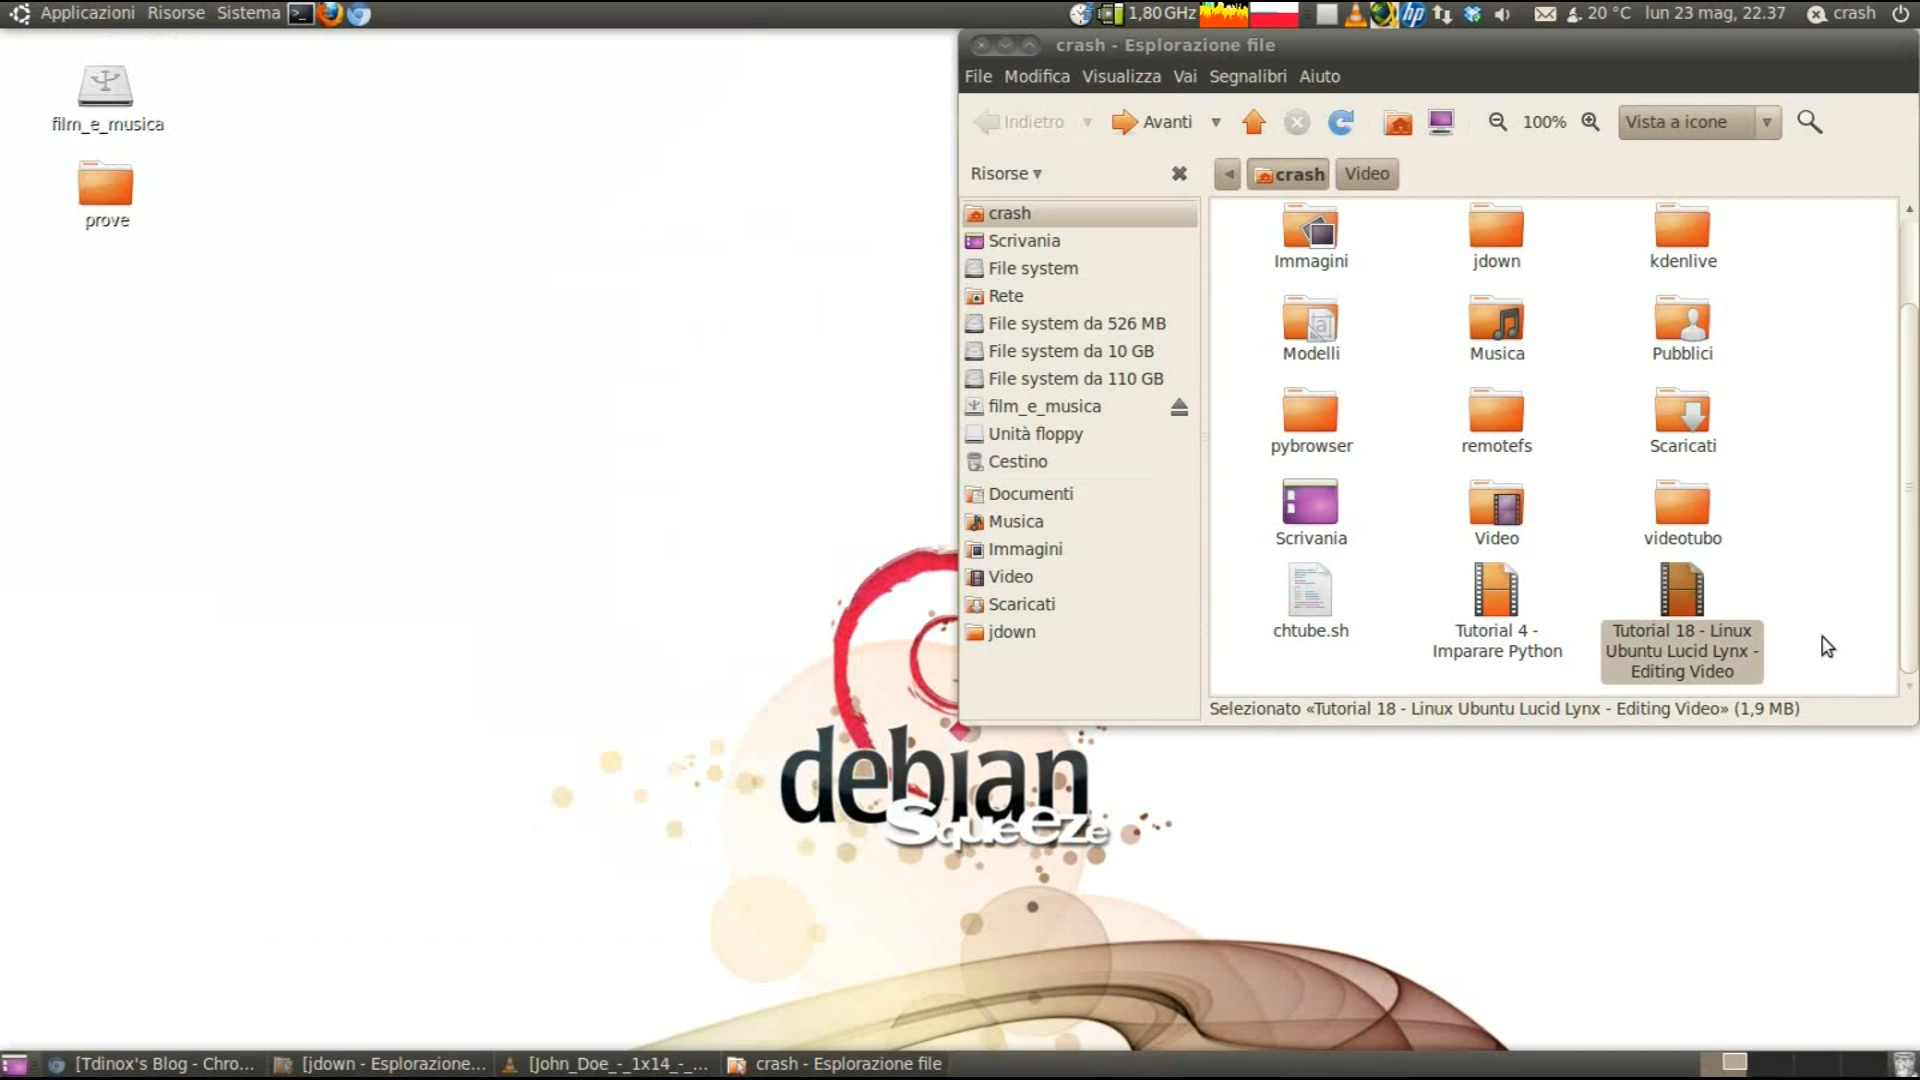 Applicazioni Risorse Sistema 1,80 GHz 20 °C lun 23 mag, 22.37 crash
film_e_musica
prove
crash - Esplorazione file
File Modifica Visualizza Vai Segnalibri Aiuto
Indietro Avanti 100% Vista a icone
Risorse crash Video
crash
Scrivania
File system
Rete
File system da 526 MB
File system da 10 GB
File system da 110 GB
film_e_musica
Unità floppy
Cestino
Documenti
Musica
Immagini
Video
Scaricati
jdown
Immagini jdown kdenlive
Modelli Musica Pubblici
pybrowser remotefs Scaricati
Scrivania Video videotubo
chtube.sh
Tutorial 4 -
Imparare Python
Tutorial 18 - Linux
Ubuntu Lucid Lynx -
Editing Video
Selezionato «Tutorial 18 - Linux Ubuntu Lucid Lynx - Editing Video» (1,9 MB)
debian
Squeeze
[Tdinox's Blog - Chro... [jdown - Esplorazione... [John_Doe_-_1x14_-_... crash - Esplorazione file